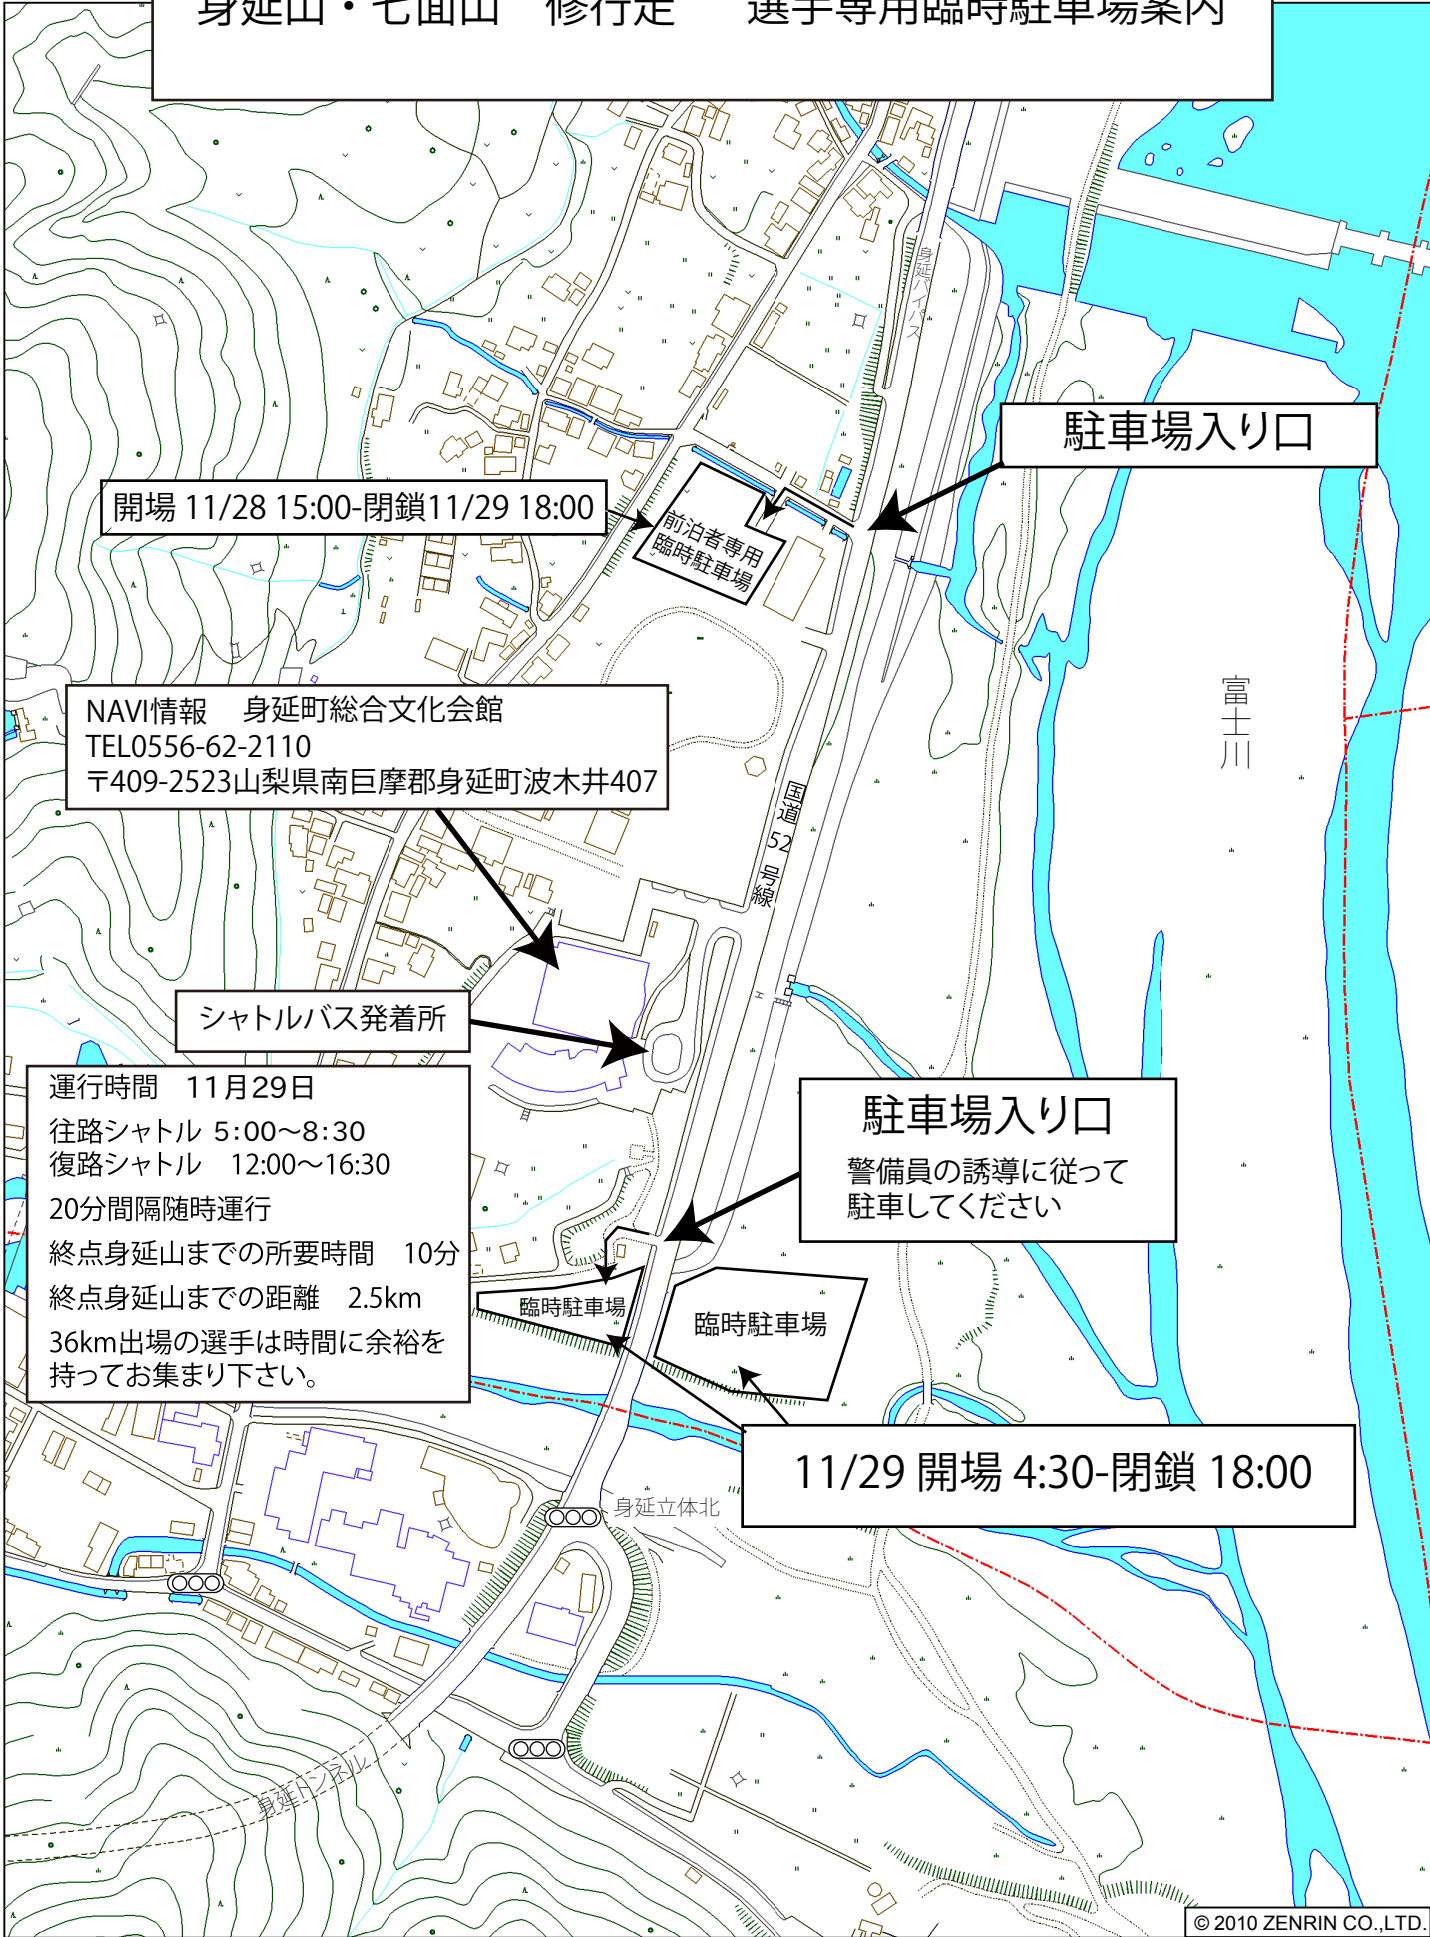 身延山・七面山　修行走　　選手専用臨時駐車場案内
身延バイパス
駐車場入り口
開場 11/28 15:00-閉鎖11/29 18:00
前泊者専用
臨時駐車場
NAVI情報　身延町総合文化会館
TEL0556-62-2110
〒409-2523山梨県南巨摩郡身延町波木井407
富士川
国道 52 号線
シャトルバス発着所
運行時間　11月29日
往路シャトル 5:00～8:30
復路シャトル　12:00～16:30
20分間隔随時運行
終点身延山までの所要時間　10分
終点身延山までの距離　2.5km
36km出場の選手は時間に余裕を
持ってお集まり下さい。
駐車場入り口
警備員の誘導に従って
駐車してください
臨時駐車場
臨時駐車場
11/29 開場 4:30-閉鎖 18:00
身延立体北
身延トンネル
© 2010 ZENRIN CO.,LTD.